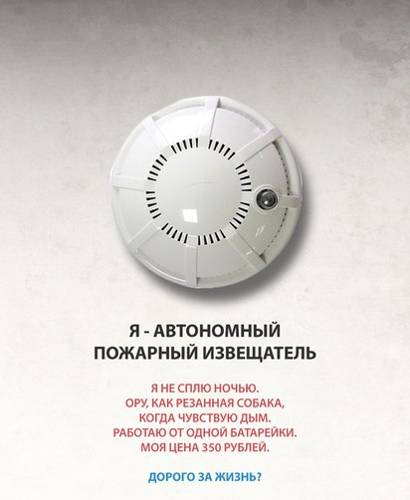 Я - АВТОНОМНЫЙ
ПОЖАРНЫЙ ИЗВЕЩАТЕЛЬ
Я НЕ СПЛЮ НОЧЬЮ.
ОРУ, КАК РЕЗАННАЯ СОБАКА,
КОГДА ЧУВСТВУЮ ДЫМ.
РАБОТАЮ ОТ ОДНОЙ БАТАРЕЙКИ.
МОЯ ЦЕНА 350 РУБЛЕЙ.
ДОРОГО ЗА ЖИЗНЬ?